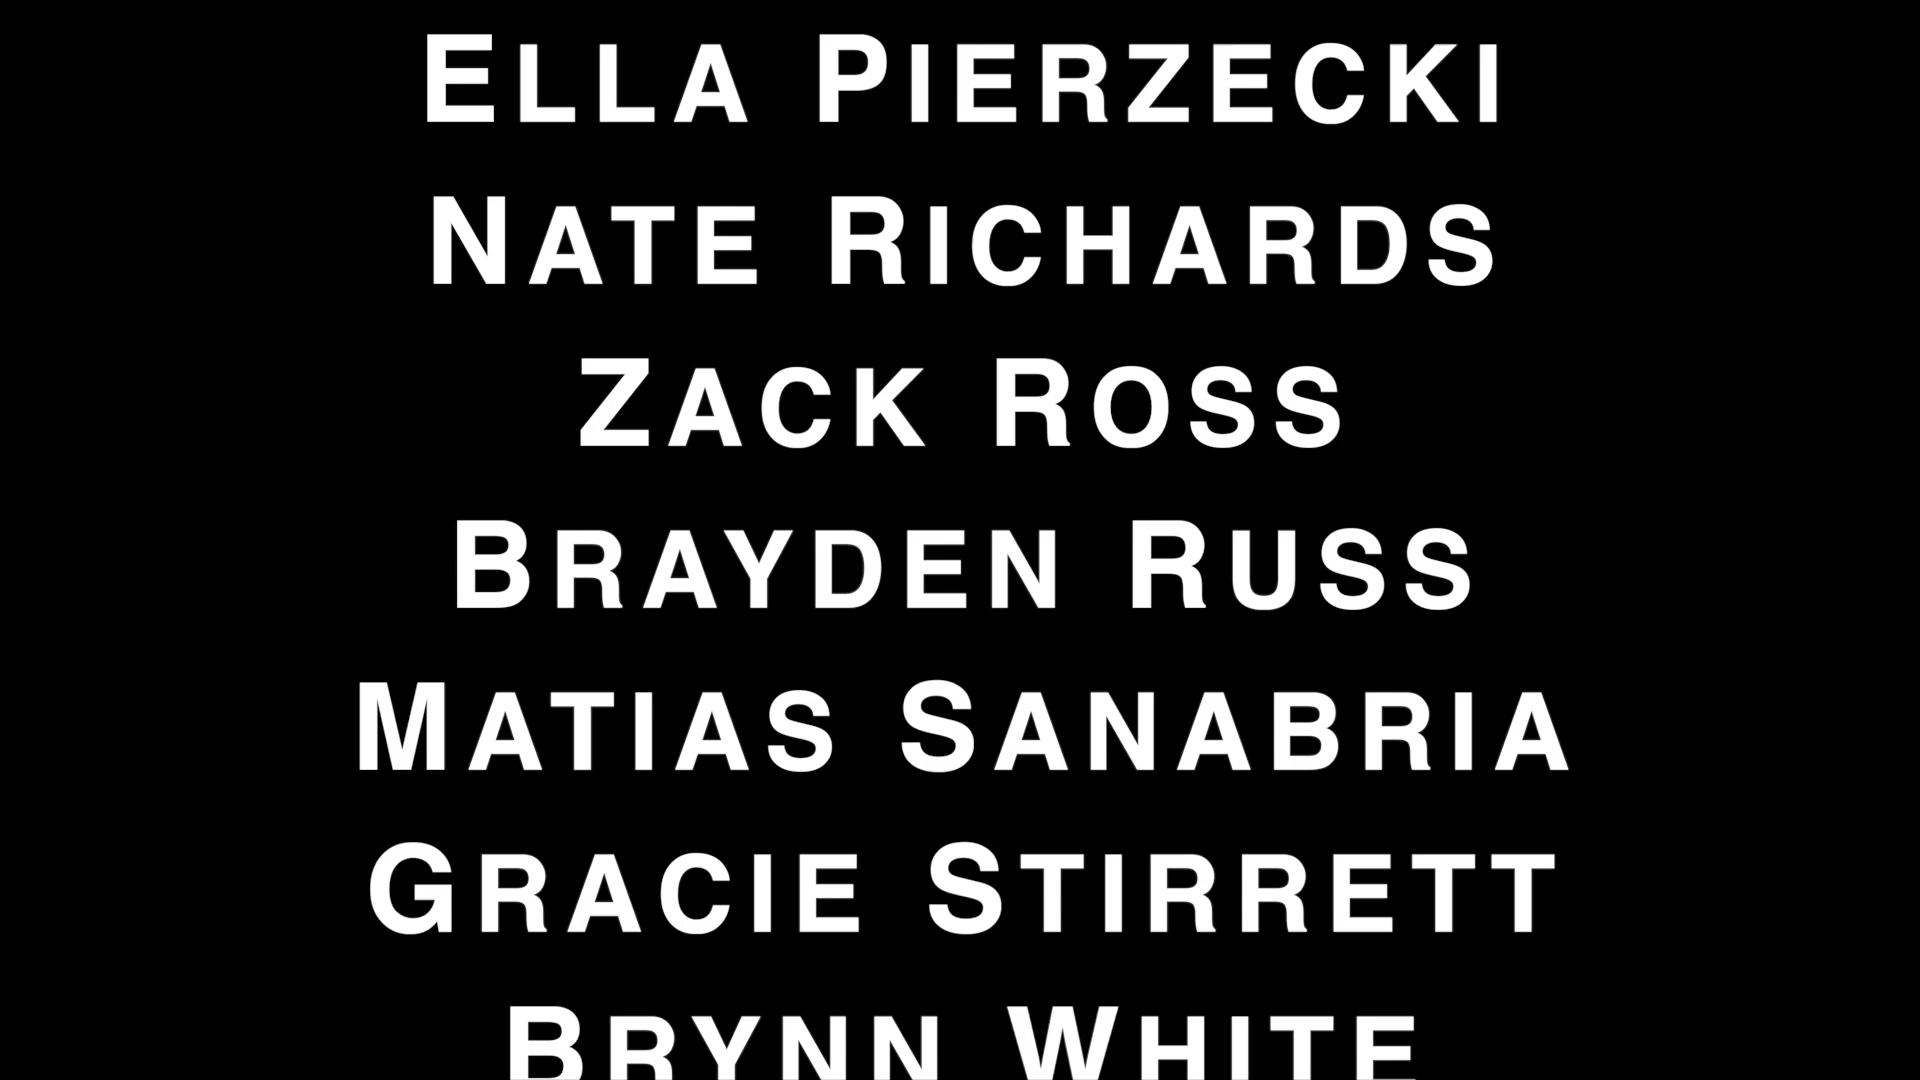 ELLA PIERZECKI
NATE RICHARDS
ZACK ROSS
BRAYDEN RUSS
MATIAS SANABRIA
GRACIE STIRRETT
BRYNN WHITE